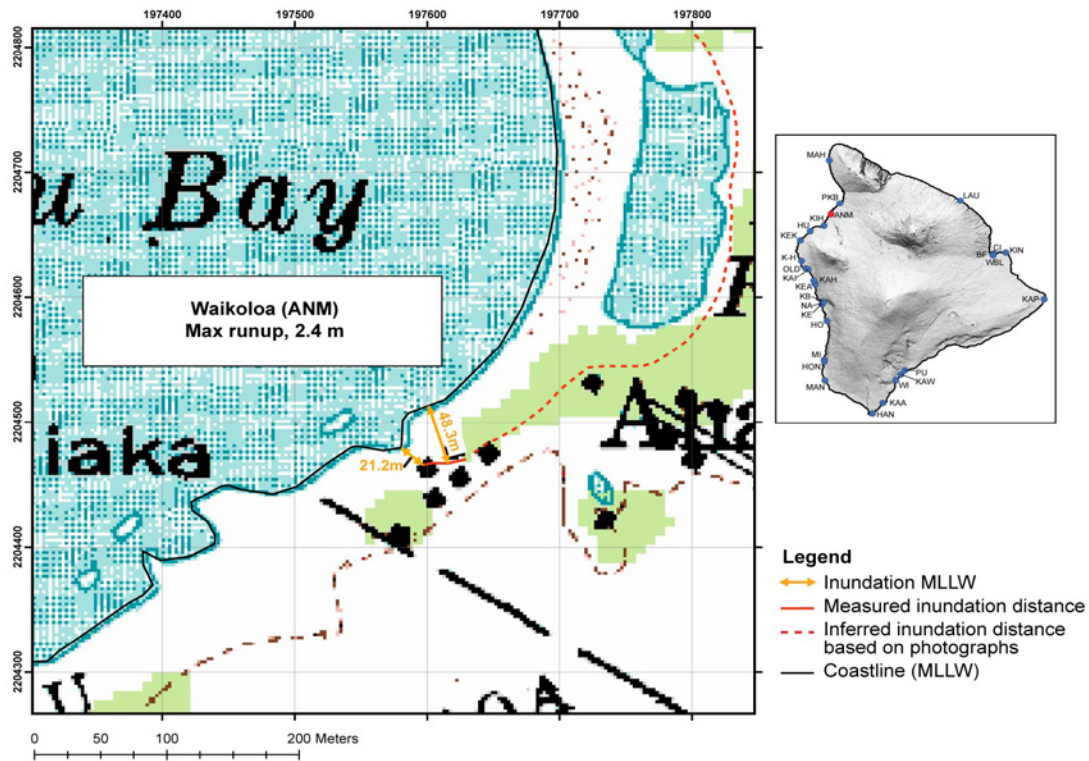 197400 197500 197600 197700 197800
2204800
2204700
2204600
2204500
2204400
2204300
u Bay
Waikoloa (ANM)
Max runup, 2.4 m
iaka
48.3m
21.2m
0 50 100 200 Meters
MAH
PKB
ANM
KIH
HU
KEK
K-H
OLD
KAI
KAH
KEA
KB
NA
KE
HO
MI
HON
MAN
HAN
KAA
WI
KAW
PU
KAP
KIN
CI
BF
WBL
LAU
Legend
Inundation MLLW
Measured inundation distance
Inferred inundation distance
based on photographs
Coastline (MLLW)